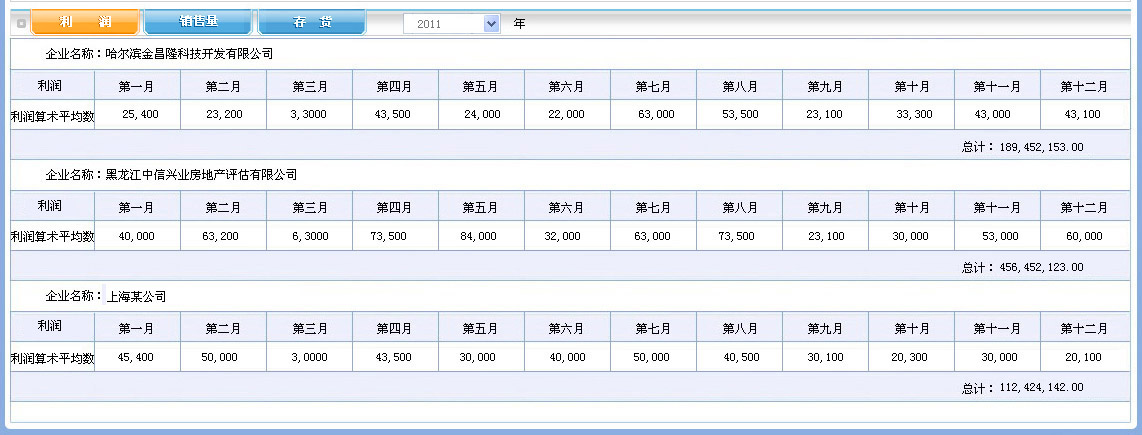 利 润 销售量 存 货 2011 年
企业名称：哈尔滨金昌隆科技开发有限公司
利润 第一月 第二月 第三月 第四月 第五月 第六月 第七月 第八月 第九月 第十月 第十一月 第十二月
利润算术平均数 25,400 23,200 3,3000 43,500 24,000 22,000 63,000 53,500 23,100 33,300 43,000 43,100
总计：189,452,153.00
企业名称：黑龙江中信兴业房地产评估有限公司
利润 第一月 第二月 第三月 第四月 第五月 第六月 第七月 第八月 第九月 第十月 第十一月 第十二月
利润算术平均数 40,000 63,200 6,3000 73,500 84,000 32,000 63,000 73,500 23,100 30,000 53,000 60,000
总计：456,452,123.00
企业名称：上海某公司
利润 第一月 第二月 第三月 第四月 第五月 第六月 第七月 第八月 第九月 第十月 第十一月 第十二月
利润算术平均数 45,400 50,000 3,0000 43,500 30,000 40,000 50,000 40,500 30,100 20,300 30,000 20,100
总计：112,424,142.00